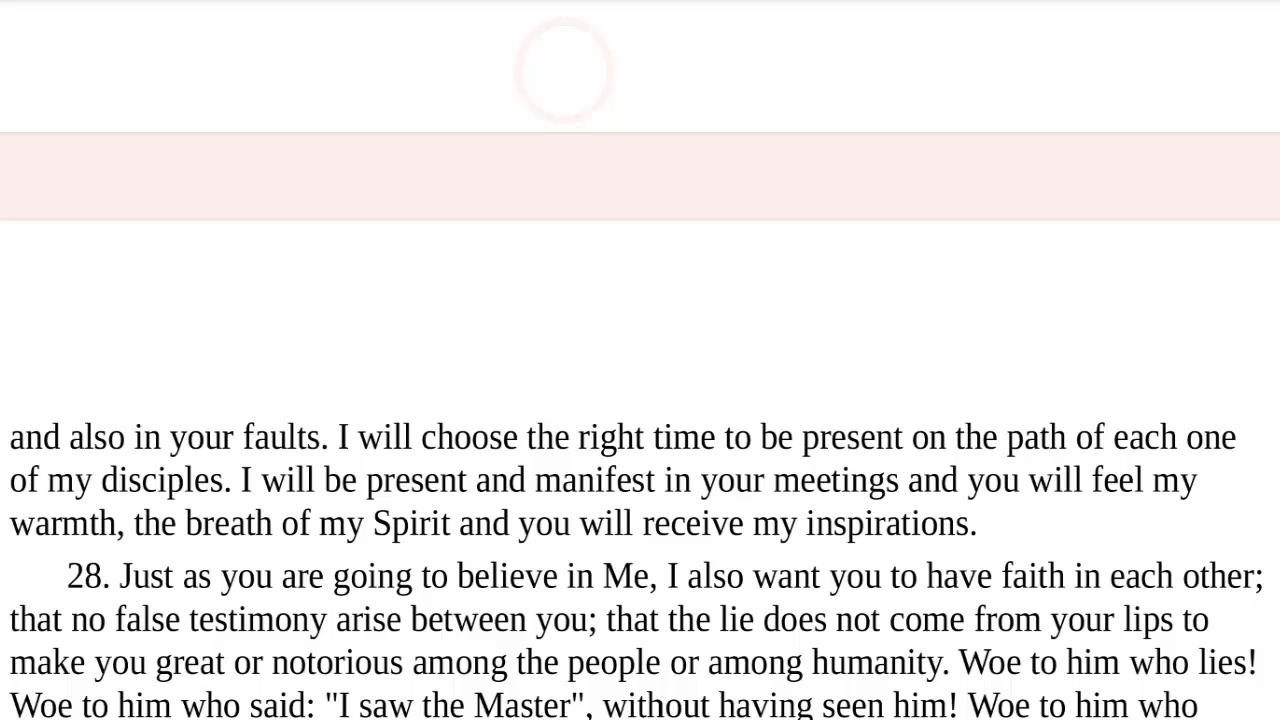 and also in your faults. I will choose the right time to be present on the path of each one
of my disciples. I will be present and manifest in your meetings and you will feel my
warmth, the breath of my Spirit and you will receive my inspirations.
28. Just as you are going to believe in Me, I also want you to have faith in each other;
that no false testimony arise between you; that the lie does not come from your lips to
make you great or notorious among the people or among humanity. Woe to him who lies!
Woe to him who said: "I saw the Master", without having seen him! Woe to him who